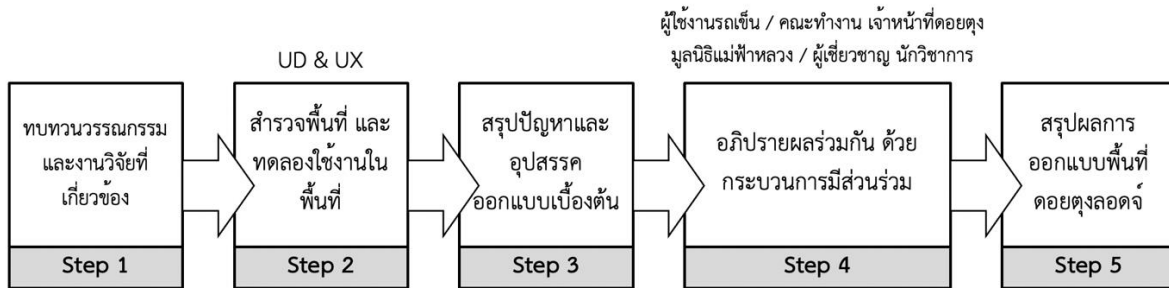 ผู้ใช้งานรถเข็น / คณะทำงาน เจ้าหน้าที่ดอยตุง
มูลนิธิแม่ฟ้าหลวง / ผู้เชี่ยวชาญ นักวิชาการ
UD & UX
ทบทวนวรรณกรรม
และงานวิจัยที่
เกี่ยวข้อง
Step 1
สำรวจพื้นที่ และ
ทดลองใช้งานใน
พื้นที่
Step 2
สรุปปัญหาและ
อุปสรรค
ออกแบบเบื้องต้น
Step 3
อภิปรายผลร่วมกัน ด้วย
กระบวนการมีส่วนร่วม
Step 4
สรุปผลการ
ออกแบบพื้นที่
ดอยตุงลอดจ์
Step 5